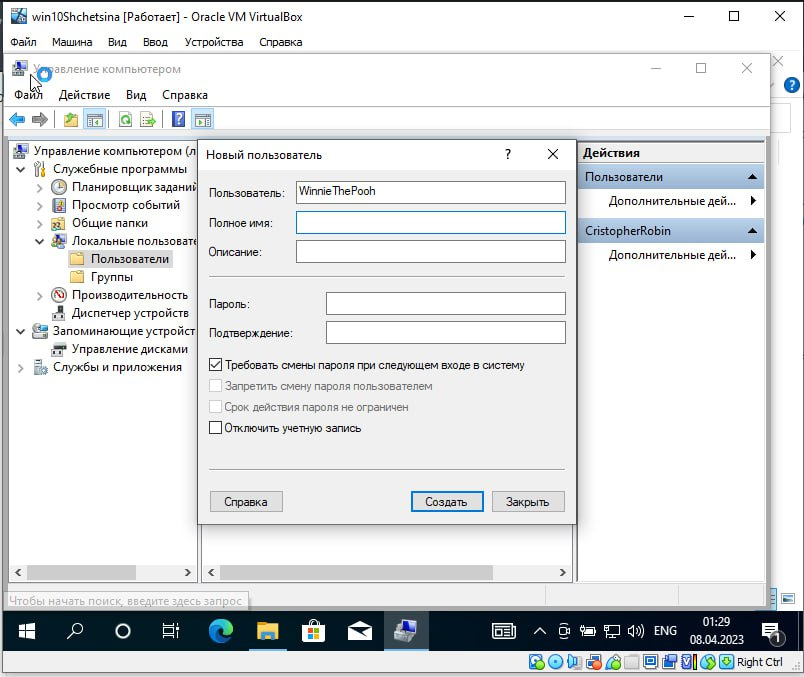 win10Shchetsina [Работает] - Oracle VM VirtualBox
Файл Машина Вид Ввод Устройства Справка
Управление компьютером
Файл Действие Вид Справка
Управление компьютером (л
Служебные программы
Планировщик заданий
Просмотр событий
Общие папки
Локальные пользовате
Пользователи
Группы
Производительность
Диспетчер устройств
Запоминающие устройст
Управление дисками
Службы и приложения
Новый пользователь
Пользователь: WinnieThePooh
Полное имя:
Описание:
Пароль:
Подтверждение:
Требовать смены пароля при следующем входе в систему
Запретить смену пароля пользователем
Срок действия пароля не ограничен
Отключить учетную запись
Справка Создать Закрыть
Действия
Пользователи
Дополнительные дей...
CristopherRobin
Дополнительные дей...
Чтобы начать поиск, введите здесь запрос
ENG
01:29
08.04.2023
1
Right Ctrl